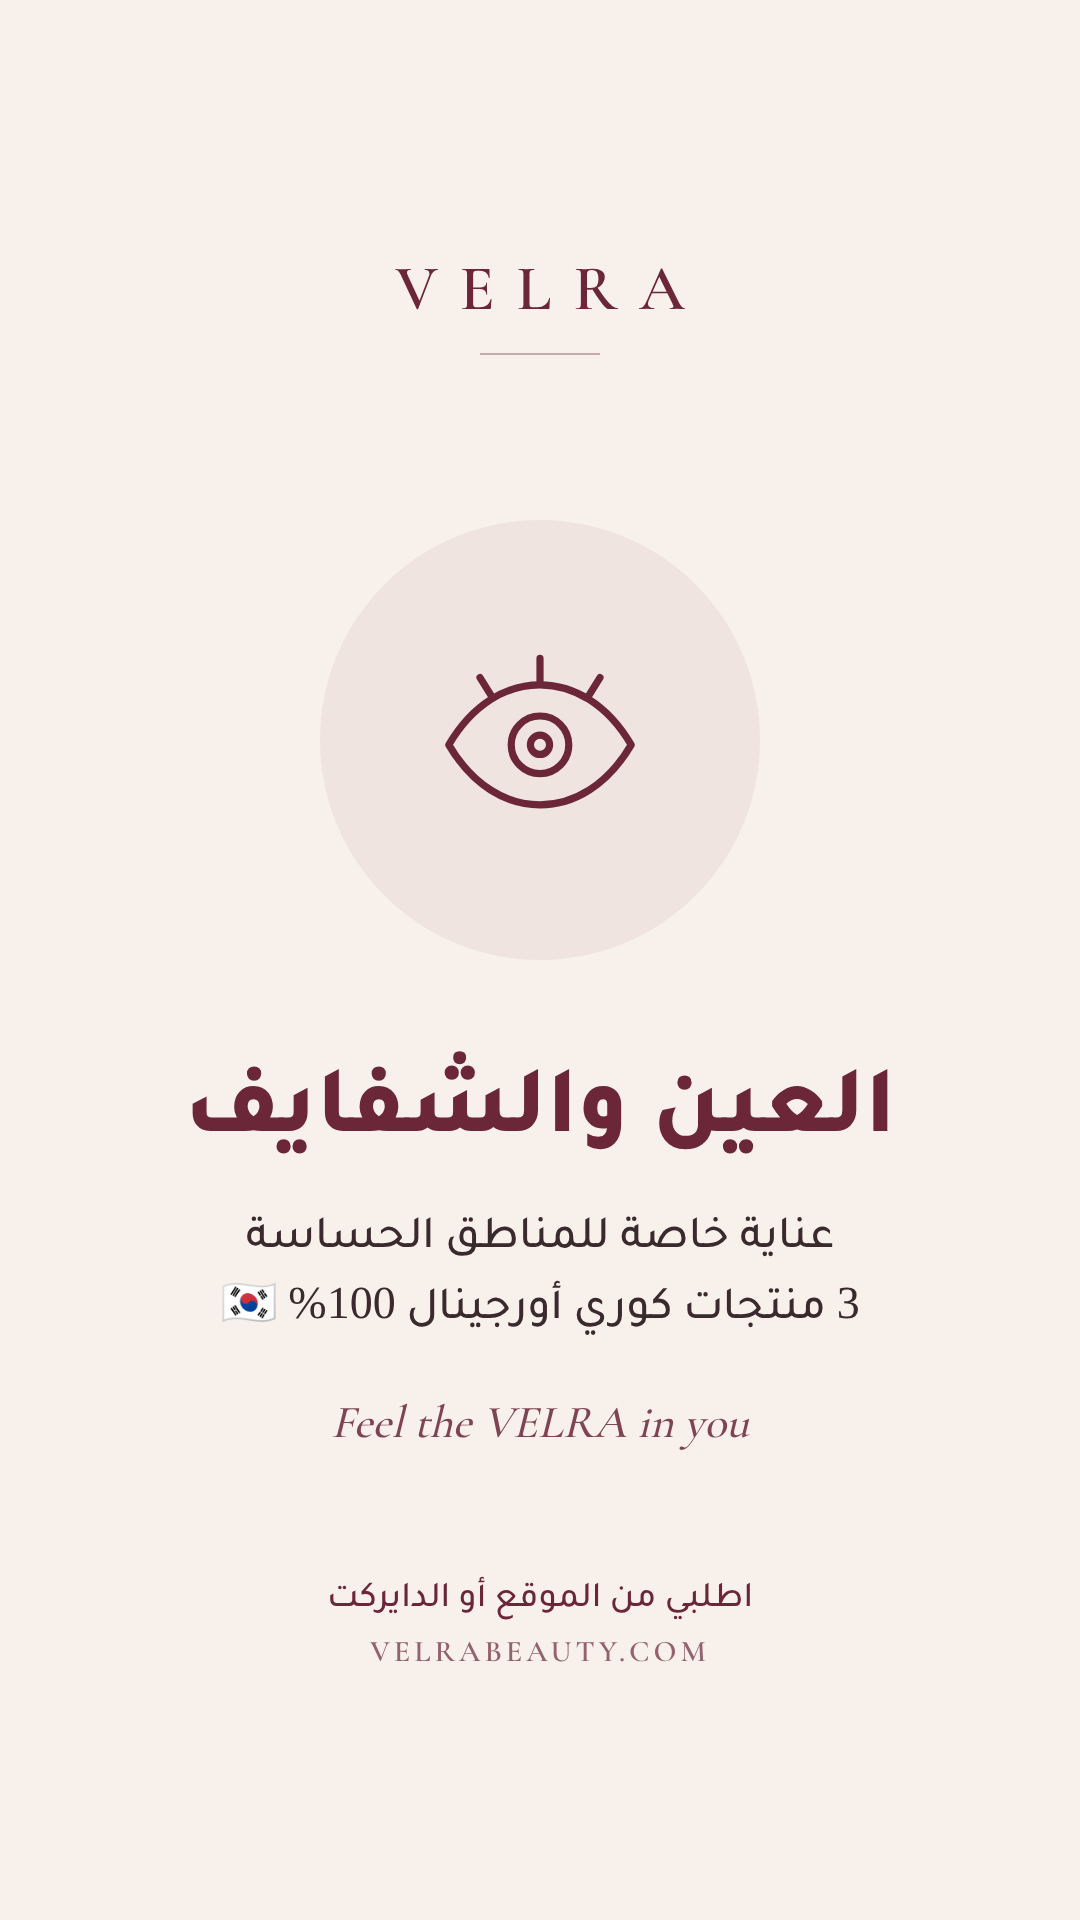 VELRA
العين والشفايف
عناية خاصة للمناطق الحساسة
3 منتجات كوري أورجينال 100% 🇰🇷
Feel the VELRA in you
اطلبي من الموقع أو الدايركت
VELRABEAUTY.COM